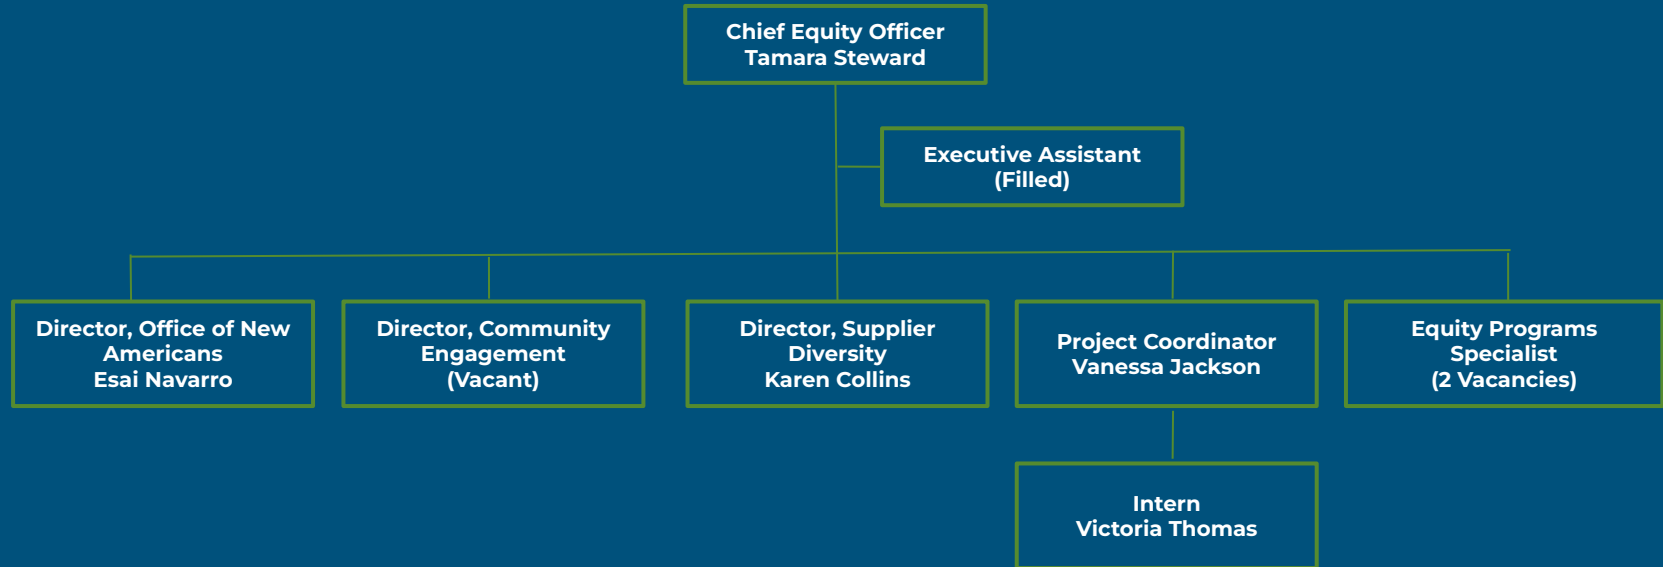 Chief Equity Officer
Tamara Steward
Executive Assistant
(Filled)
Director, Office of New
Americans
Esai Navarro
Director, Community
Engagement
(Vacant)
Director, Supplier
Diversity
Karen Collins
Project Coordinator
Vanessa Jackson
Equity Programs
Specialist
(2 Vacancies)
Intern
Victoria Thomas